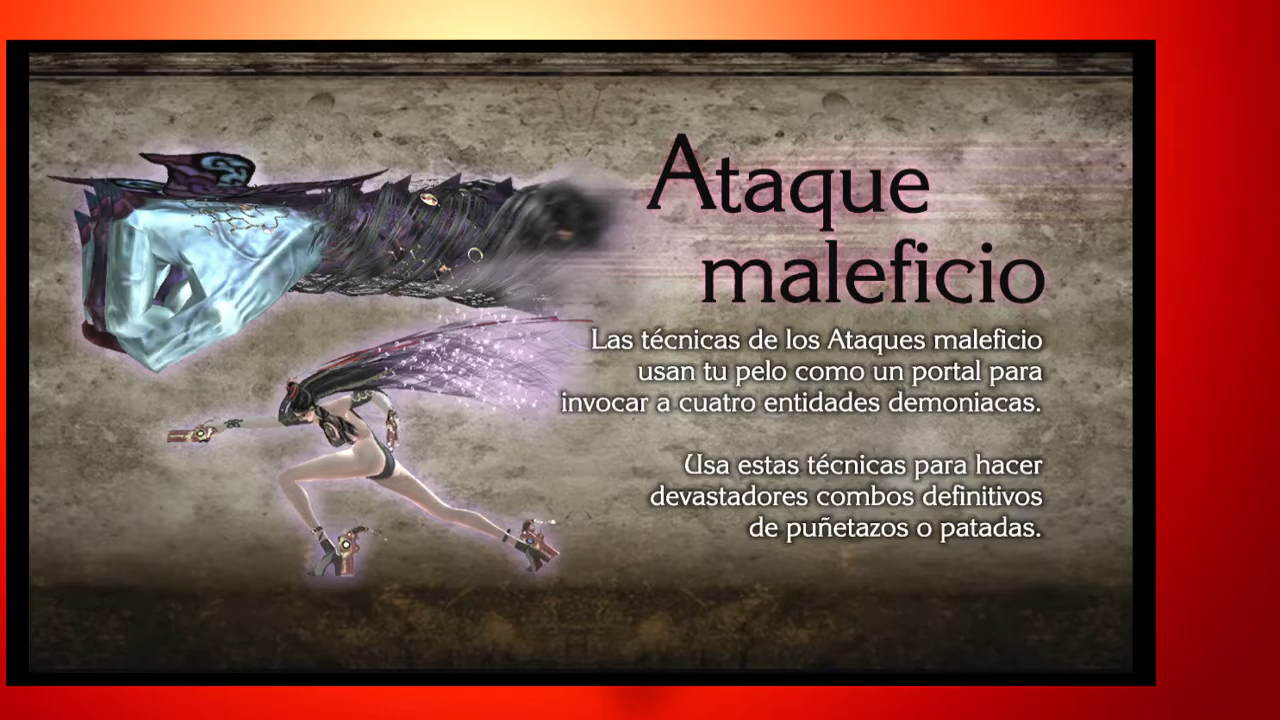 Ataque
maleficio
Las técnicas de los Ataques maleficio
usan tu pelo como un portal para
invocar a cuatro entidades demoniacas.
Usa estas técnicas para hacer
devastadores combos definitivos
de puñetazos o patadas.